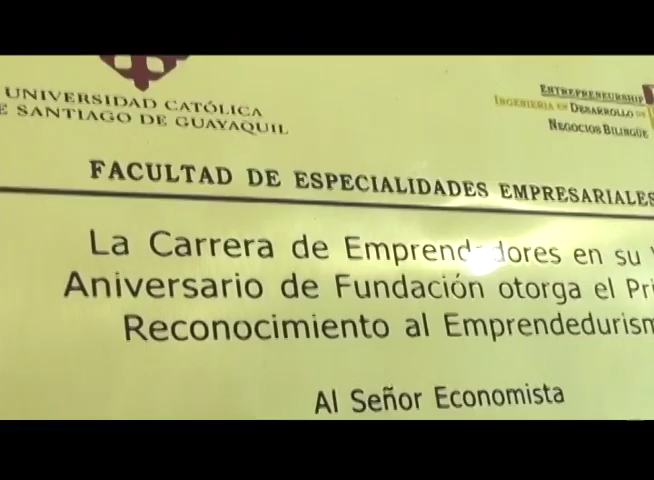 UNIVERSIDAD CATÓLICA
DE SANTIAGO DE GUAYAQUIL
ENTREPRENEURSHIP
INGENIERIA EN DESARROLLO DE
NEGOCIOS BILINGÜE
FACULTAD DE ESPECIALIDADES EMPRESARIALES
La Carrera de Emprendedores en su
Aniversario de Fundación otorga el
Reconocimiento al
Al Señor Economista